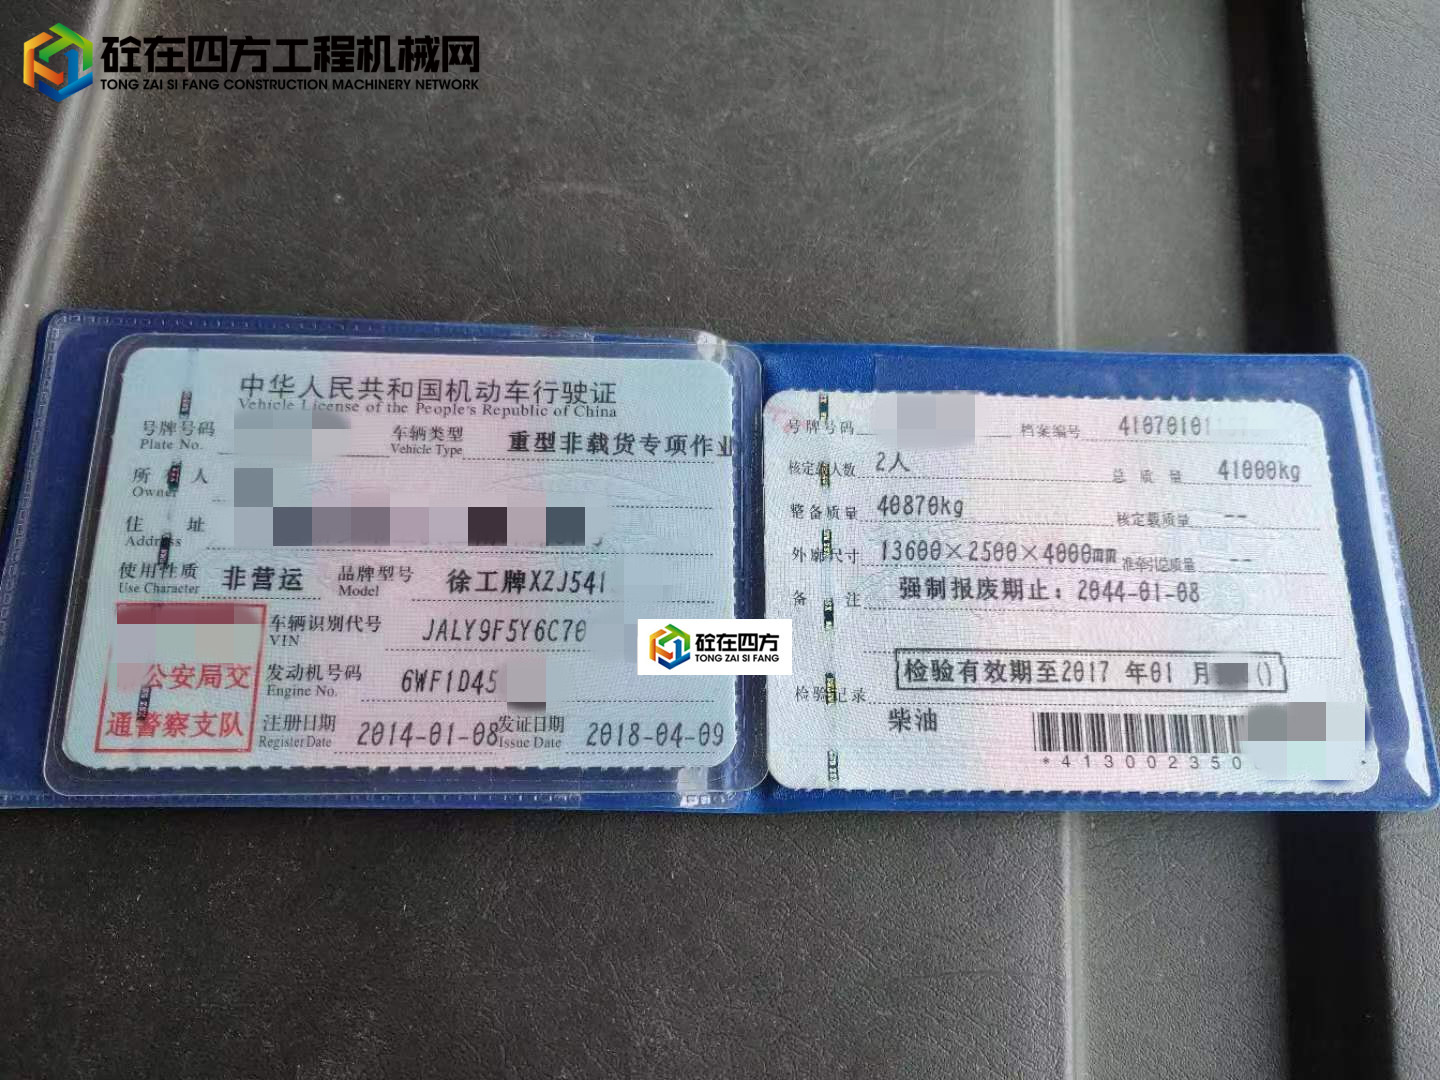 砼在四方工程机械网
TONG ZAI SI FANG CONSTRUCTION MACHINERY NETWORK
中华人民共和国机动车行驶证
Vehicle License of the People's Republic of China
号牌号码
Plate No.
车辆类型
Vehicle Type
重型非载货专项作业
所有人
Owner
住址
Address
使用性质
Use Character
非营运
品牌型号
Model
徐工牌XZJ541
车辆识别代号
VIN
JALY9F5Y6C70
公安局交
通警察支队
发动机号码
Engine No.
6WF1D45
注册日期
Register Date
2014-01-08
发证日期
Issue Date
2018-04-09
砼在四方
TONG ZAI SI FANG
号牌号码
档案编号
41070101
核定载人数
2人
总质量
41000kg
整备质量
40870kg
核定载质量
--
外廓尺寸
13600×2500×4000mm
准牵引总质量
--
备注
强制报废期止：2044-01-08
检验有效期至2017 年01 月
()
检验记录
柴油
*413002350
*